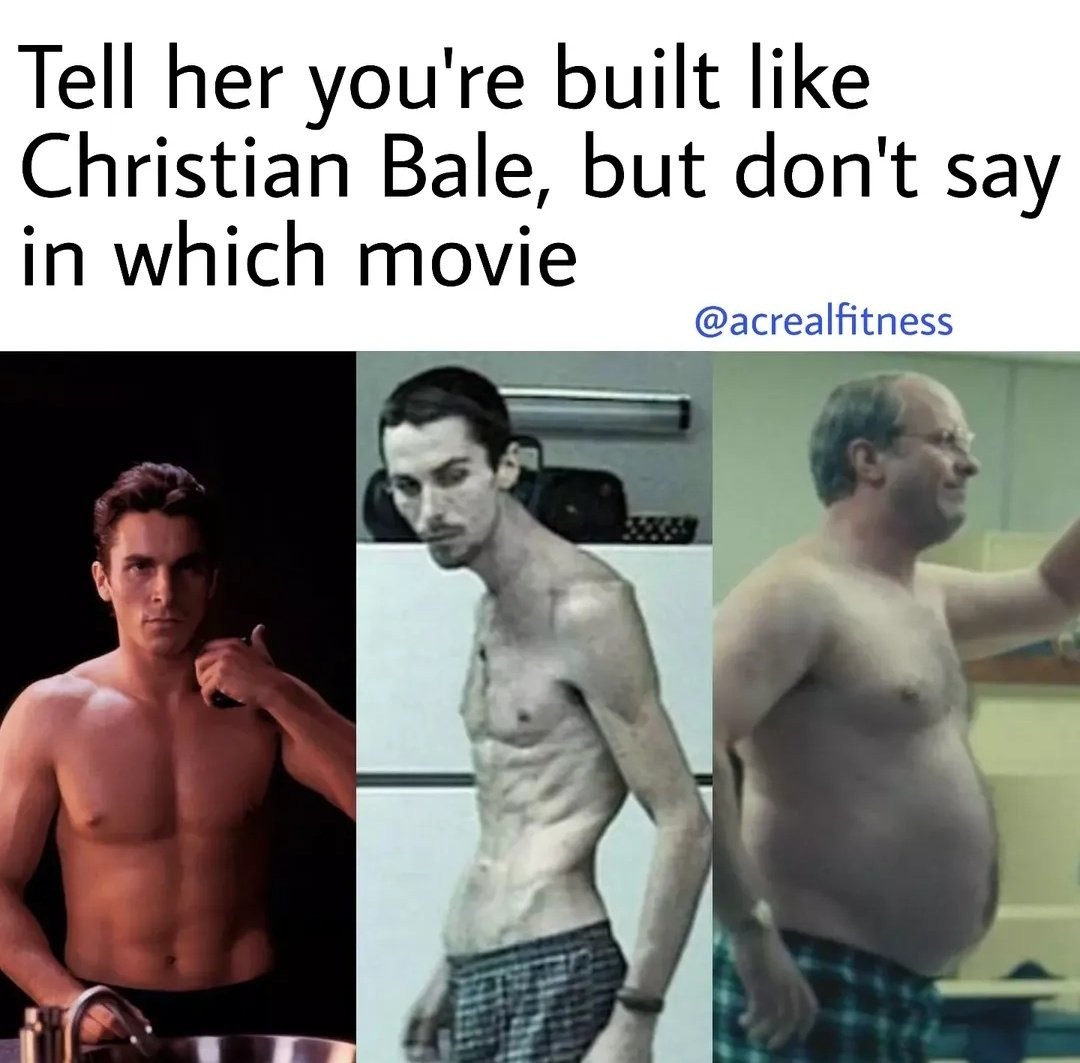 Tell her you're built like
Christian Bale, but don't say
in which movie
@acrealfitness